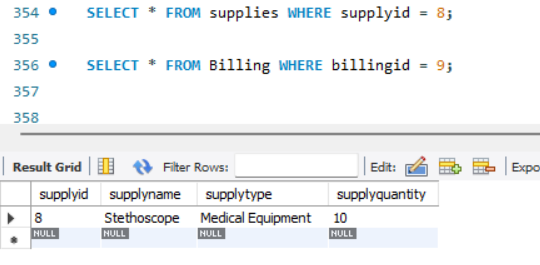 354 SELECT * FROM supplies WHERE supplyid = 8;
355
356 SELECT * FROM Billing WHERE billingid = 9;
357
358
Result Grid Filter Rows: Edit: Expo
supplyid supplyname supplytype supplyquantity
8 Stethoscope Medical Equipment 10
NULL NULL NULL NULL